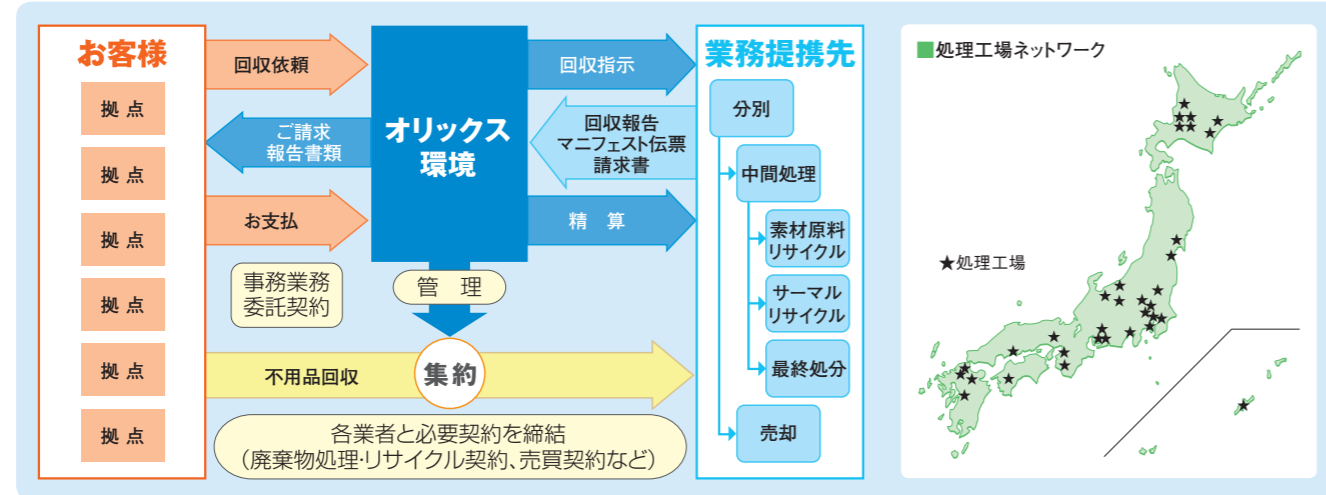 お客様
拠点
拠点
拠点
拠点
拠点
拠点
回収依頼
ご請求
報告書類
お支払
事務業務
委託契約
オリックス
環境
管 理
集約
不用品回収
各業者と必要契約を締結
(廃棄物処理・リサイクル契約、売買契約など)
回収指示
回収報告
マニフェスト伝票
請求書
精 算
業務提携先
分別
中間処理
素材原料
リサイクル
サーマル
リサイクル
最終処分
売却
■処理工場ネットワーク
★処理工場